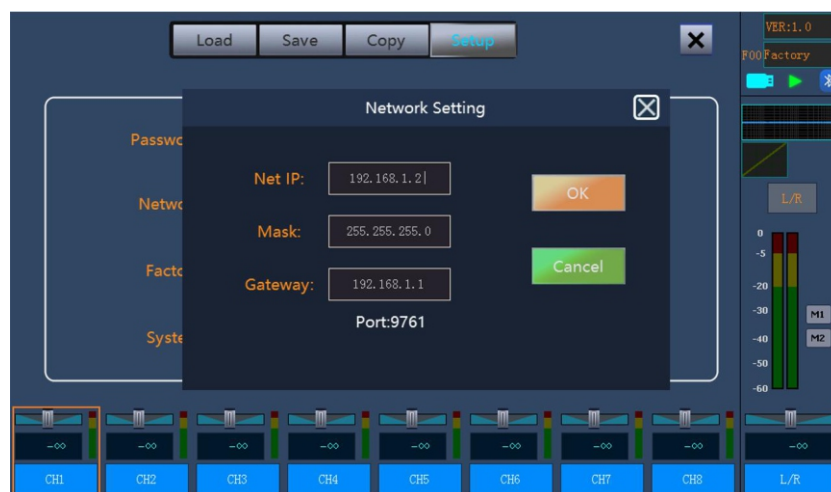 Load Save Copy Setup
VER:1.0
F00 Factory
Network Setting
Passwo
Net IP: 192.168.1.2
OK
Netwo
L/R
Mask: 255.255.255.0
0
-5
Facto
Cancel
Gateway: 192.168.1.1
-20
Port:9761
-30
M1
Syste
-40
M2
-50
-60
-∞ -∞ -∞ -∞ -∞ -∞ -∞ -∞ -∞
CH1 CH2 CH3 CH4 CH5 CH6 CH7 CH8 L/R